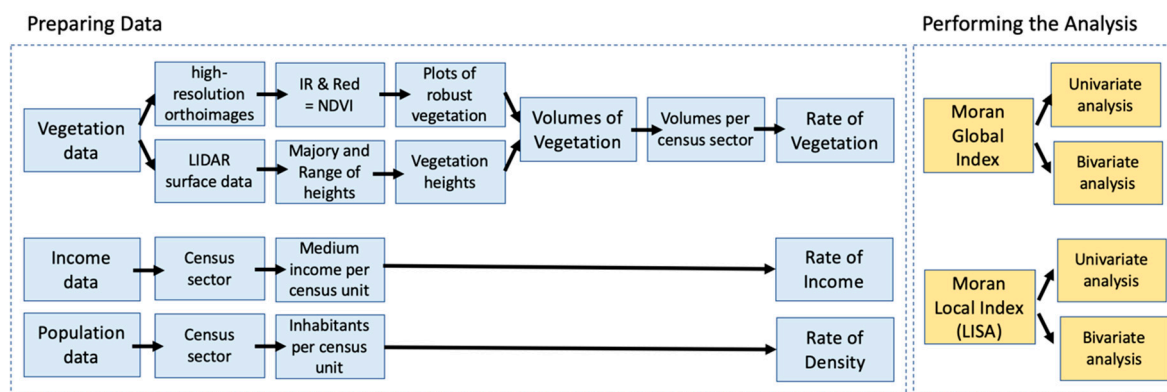 Preparing Data
Performing the Analysis
Vegetation
data
high-
resolution
orthoimages
IR & Red
= NDVI
Plots of
robust
vegetation
LIDAR
surface data
Majory and
Range of
heights
Vegetation
heights
Volumes of
Vegetation
Volumes per
census sector
Rate of
Vegetation
Income
data
Census
sector
Medium
income per
census unit
Rate of
Income
Population
data
Census
sector
Inhabitants
per census
unit
Rate of
Density
Moran
Global
Index
Univariate
analysis
Bivariate
analysis
Moran
Local Index
(LISA)
Univariate
analysis
Bivariate
analysis